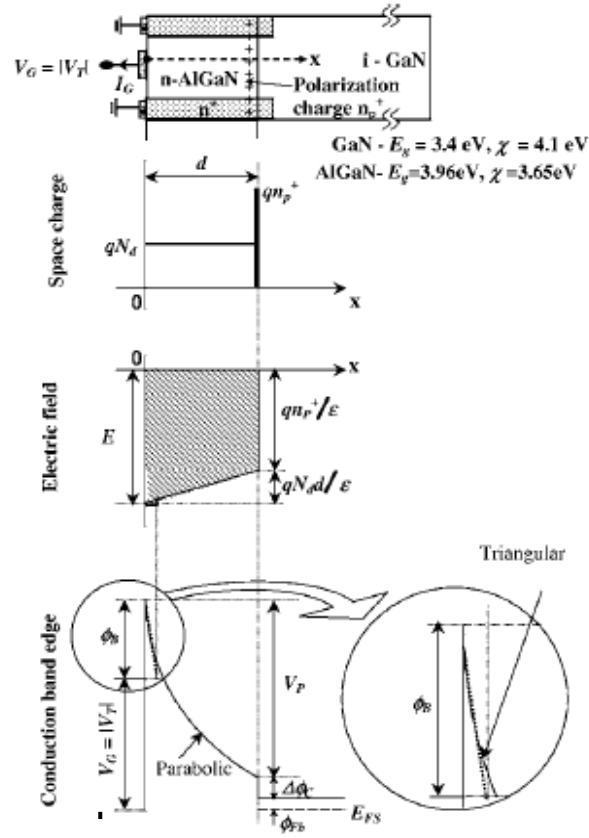 V_G = |V_T|
I_G
n-AlGaN
x
i - GaN
Polarization
charge n_p^+
n^+
GaN - E_g = 3.4 eV, χ = 4.1 eV
AlGaN- E_g=3.96eV, χ=3.65eV
Space charge
d
qn_p^+
qN_d
0
x
Electric field
0
x
E
qn_P^+/ε
qN_dd/ε
Conduction band edge
Triangular
ϕ_B
V_P
ϕ_B
V_G = |V_T|
Parabolic
Δϕ_C
E_FS
ϕ_Fb